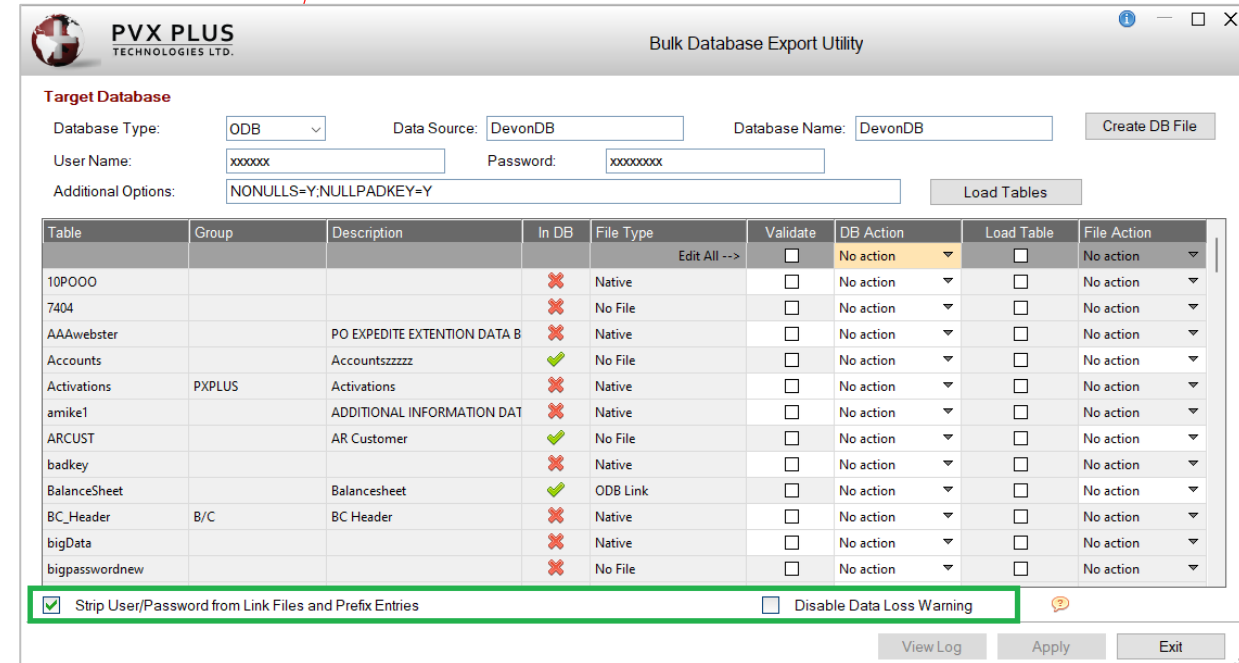 PVX PLUS
TECHNOLOGIES LTD.
Bulk Database Export Utility
Target Database
Database Type: ODB Data Source: DevonDB Database Name: DevonDB Create DB File
User Name: xxxxxx Password: xxxxxxxx
Additional Options: NONULLS=Y;NULLPADKEY=Y Load Tables
Table Group Description In DB File Type Validate DB Action Load Table File Action
Edit All --> No action No action
10POOO Native No action No action
7404 No File No action No action
AAAwebster PO EXPEDITE EXTENTION DATA B Native No action No action
Accounts Accountszzzzz No File No action No action
Activations PXPLUS Activations Native No action No action
amike1 ADDITIONAL INFORMATION DAT Native No action No action
ARCUST AR Customer No File No action No action
badkey Native No action No action
BalanceSheet Balancesheet ODB Link No action No action
BC_Header B/C BC Header Native No action No action
bigData Native No action No action
bigpasswordnew No File No action No action
Strip User/Password from Link Files and Prefix Entries Disable Data Loss Warning
View Log Apply Exit